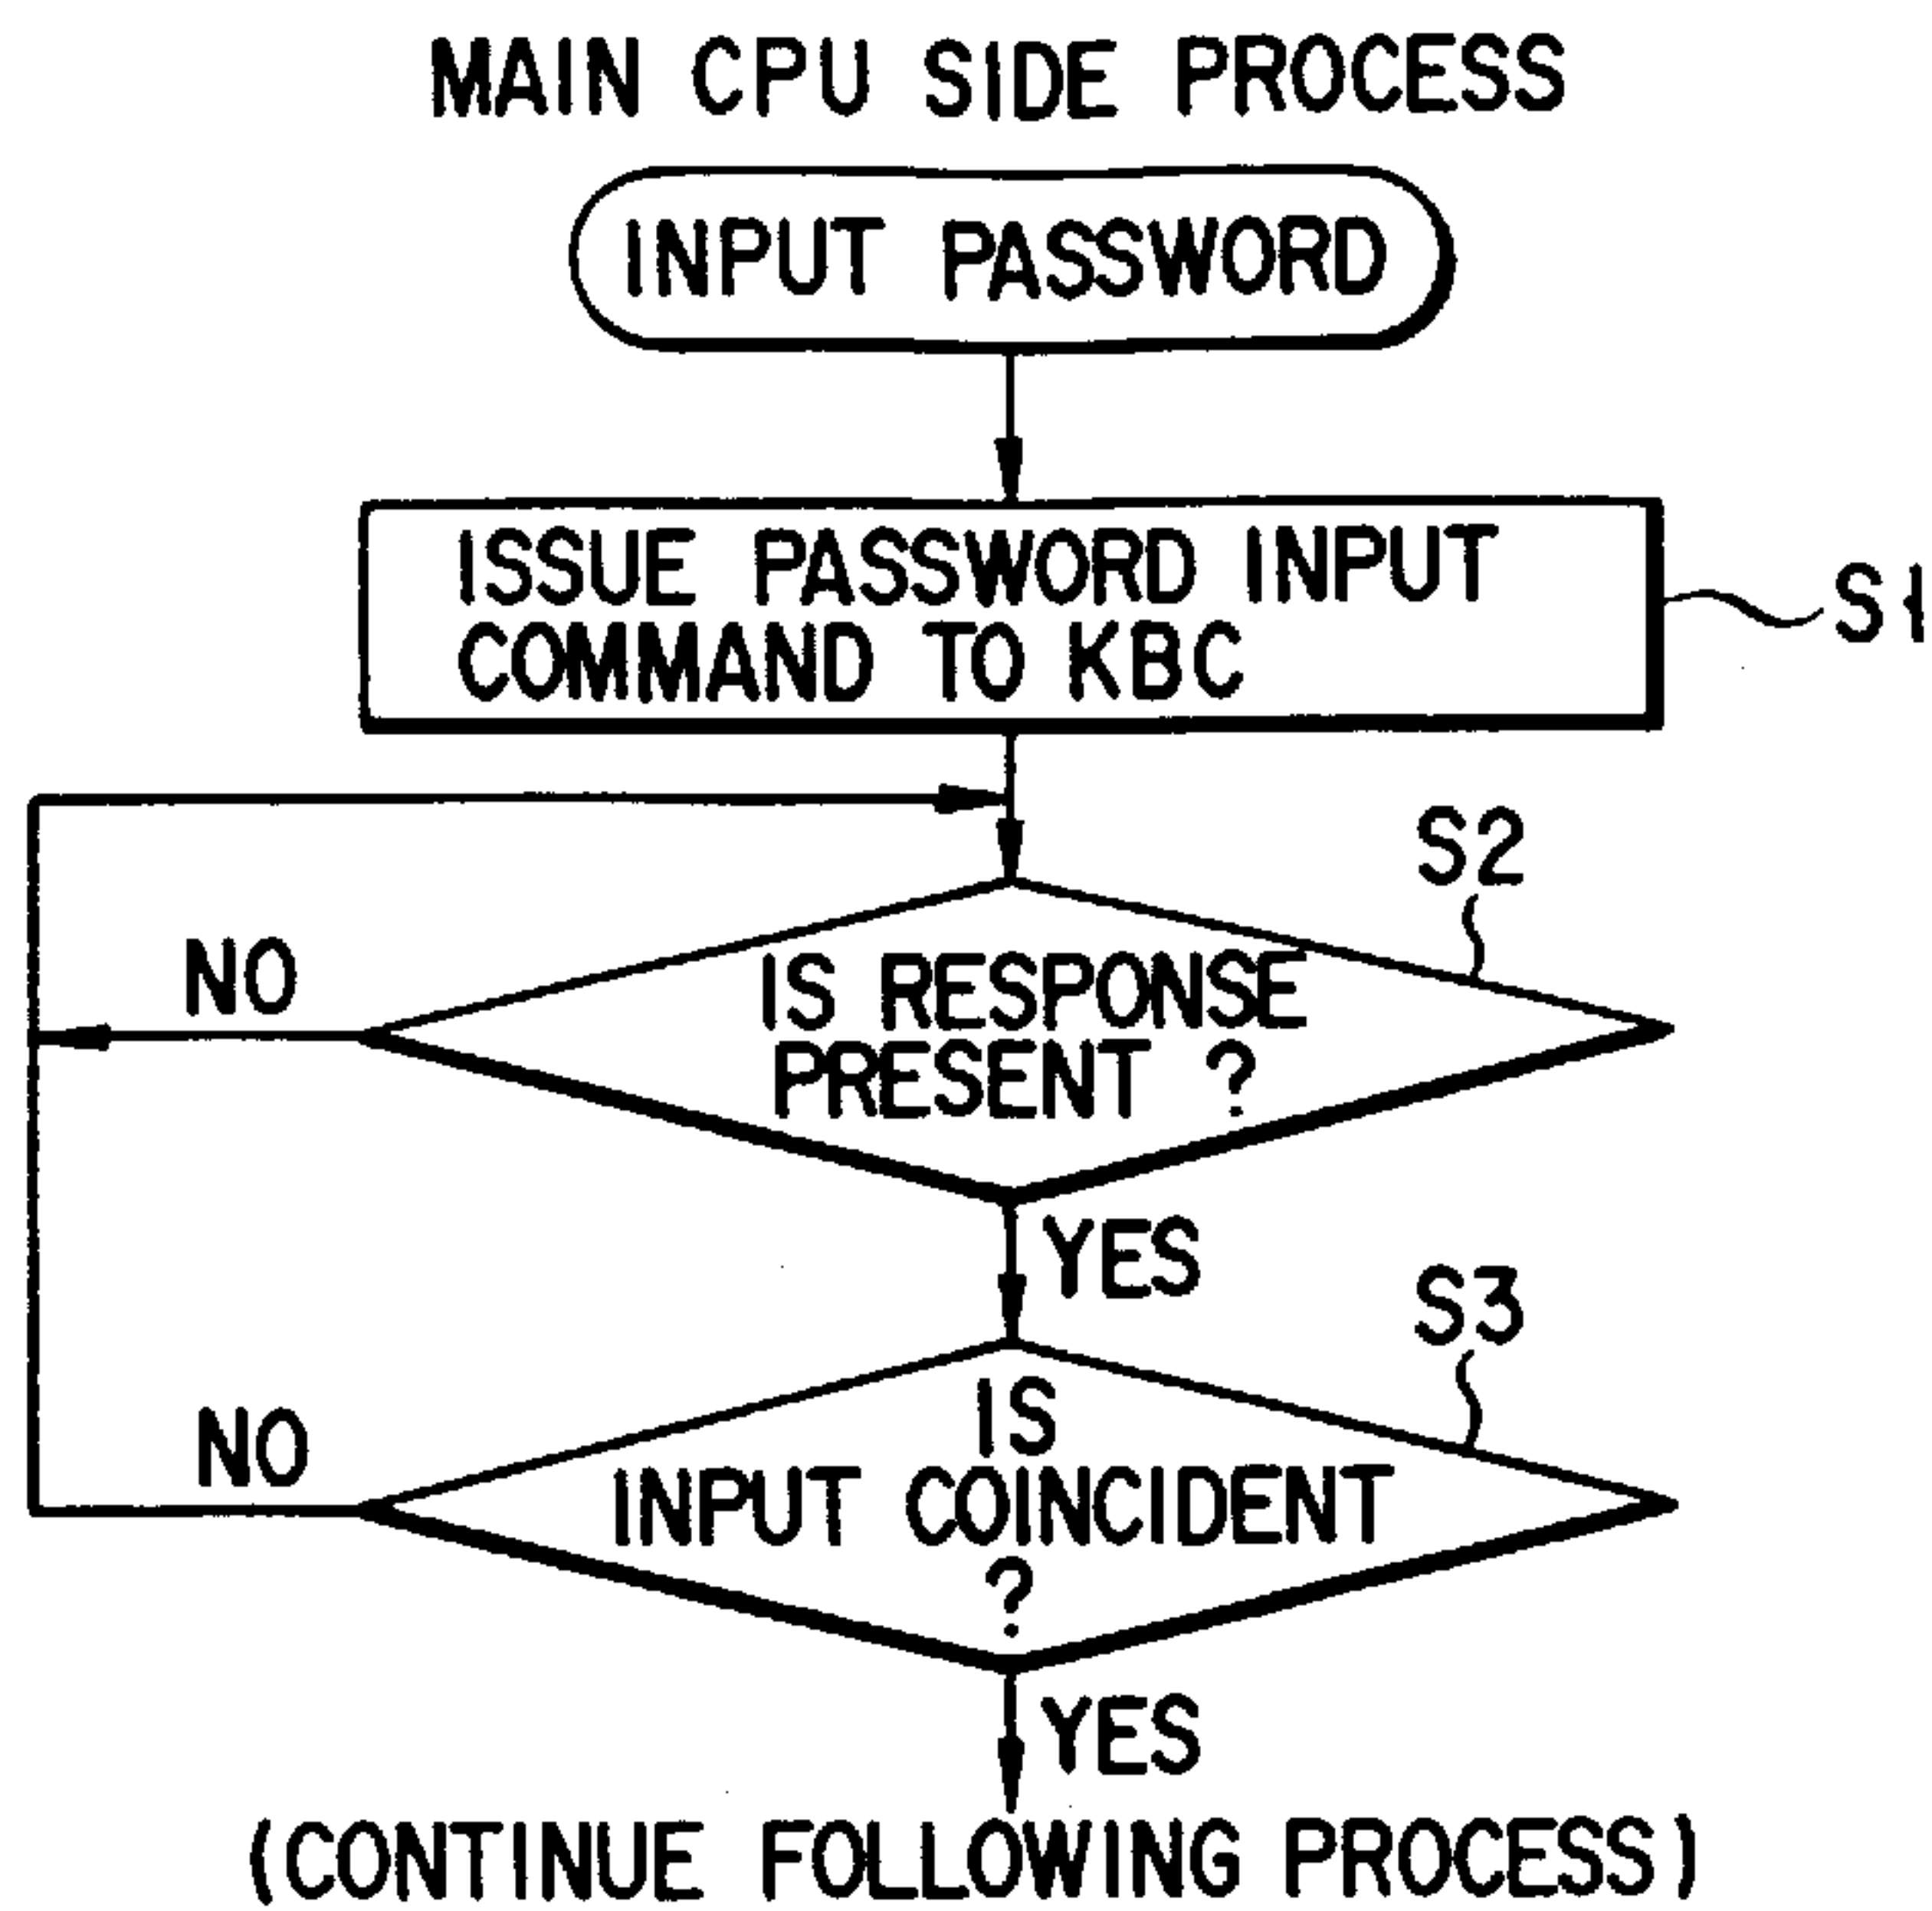 MAIN CPU SIDE PROCESS
INPUT PASSWORD
ISSUE PASSWORD INPUT
COMMAND TO KBC
S1
S2
NO
IS RESPONSE
PRESENT ?
YES
S3
NO
IS
INPUT COINCIDENT
?
YES
(CONTINUE FOLLOWING PROCESS)